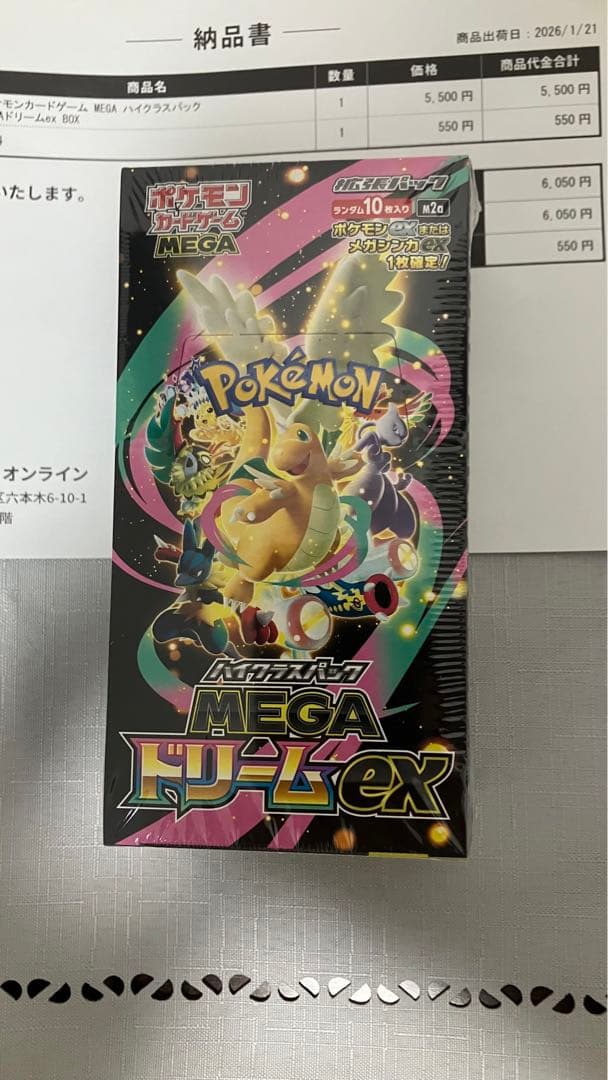 納品書
商品出荷日:2026/1/21
商品名 数量 価格 商品代金合計
モンカードゲーム MEGA ハイクラスパック 1 5,500 円 5,500 円
ドリームex BOX
1 550 円 550 円
いたします。
6,050 円
6,050 円
550 円
オンライン
六本木6-10-1
階
ポケモン
カードゲーム
MEGA
拡張パック
ランダム10枚入り M2a
ポケモンexまたは
メガシンカex
1枚確定!
POKéMON
ハイクラスパック
MEGA
ドリームex